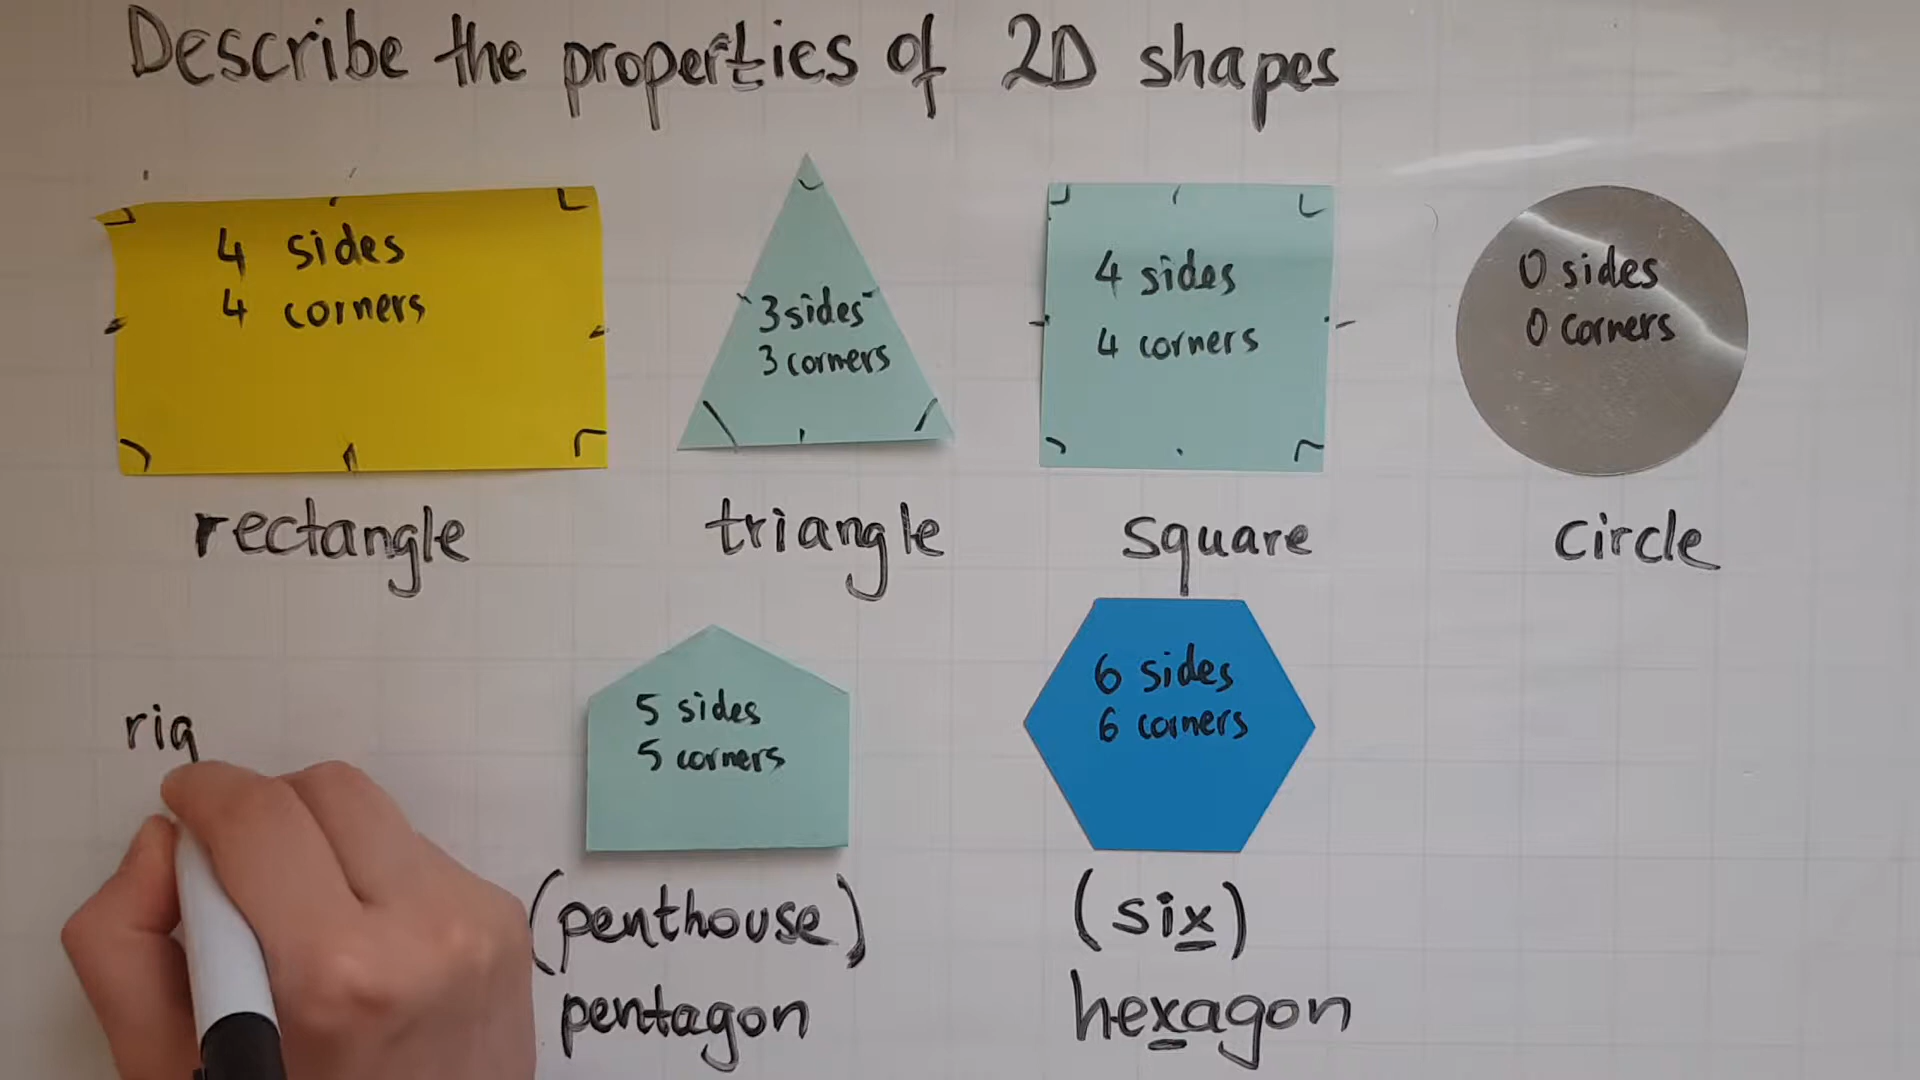 Describe the properties of 2D shapes
4 sides
4 corners
rectangle
3 sides
3 corners
triangle
4 sides
4 corners
square
0 sides
0 corners
circle
rig
5 sides
5 corners
(penthouse)
pentagon
6 sides
6 corners
(six)
hexagon